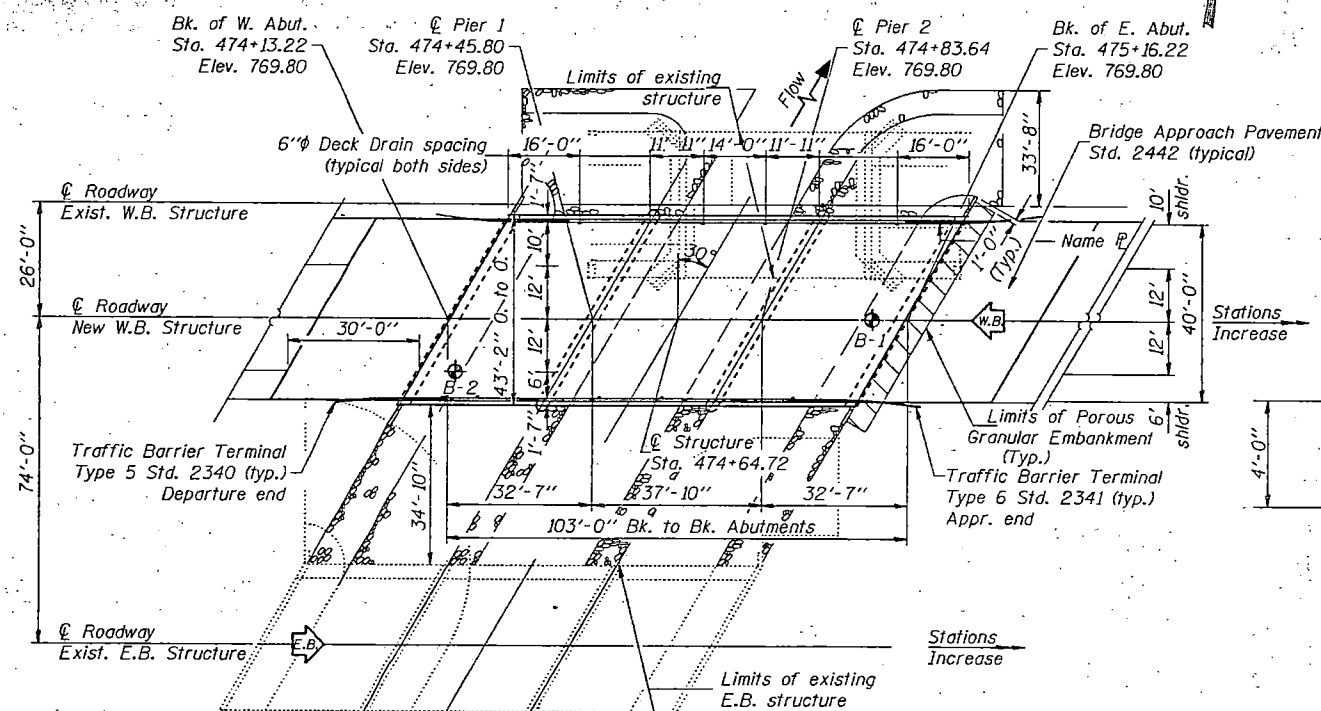 Bk. of W. Abut.
Sta. 474+13.22
Elev. 769.80
℄ Pier 1
Sta. 474+45.80
Elev. 769.80
℄ Pier 2
Sta. 474+83.64
Elev. 769.80
Bk. of E. Abut.
Sta. 475+16.22
Elev. 769.80
Limits of existing
structure
Flow
6"ϕ Deck Drain spacing
(typical both sides)
16'-0"
11'-11"
14'-0"
11'-11"
16'-0"
33'-8"
Bridge Approach Pavement
Std. 2442 (typical)
℄ Roadway
Exist. W.B. Structure
1'-7"
10'
shldr.
1'-0"
(Typ.)
Name ℙ
26'-0"
30°
10'
12'
12'
6'
43'-2" O. to O.
℄ Roadway
New W.B. Structure
30'-0"
B-2
B-1
W.B.
12'
12'
40'-0"
Stations
Increase
6'
shldr.
1'-7"
℄ Structure
Sta. 474+64.72
Limits of Porous
Granular Embankment
(Typ.)
Traffic Barrier Terminal
Type 5 Std. 2340 (typ.)
Departure end
Traffic Barrier Terminal
Type 6 Std. 2341 (typ.)
Appr. end
4'-0"
74'-0"
34'-10"
32'-7"
37'-10"
32'-7"
103'-0" Bk. to Bk. Abutments
℄ Roadway
Exist. E.B. Structure
E.B.
Stations
Increase
Limits of existing
E.B. structure